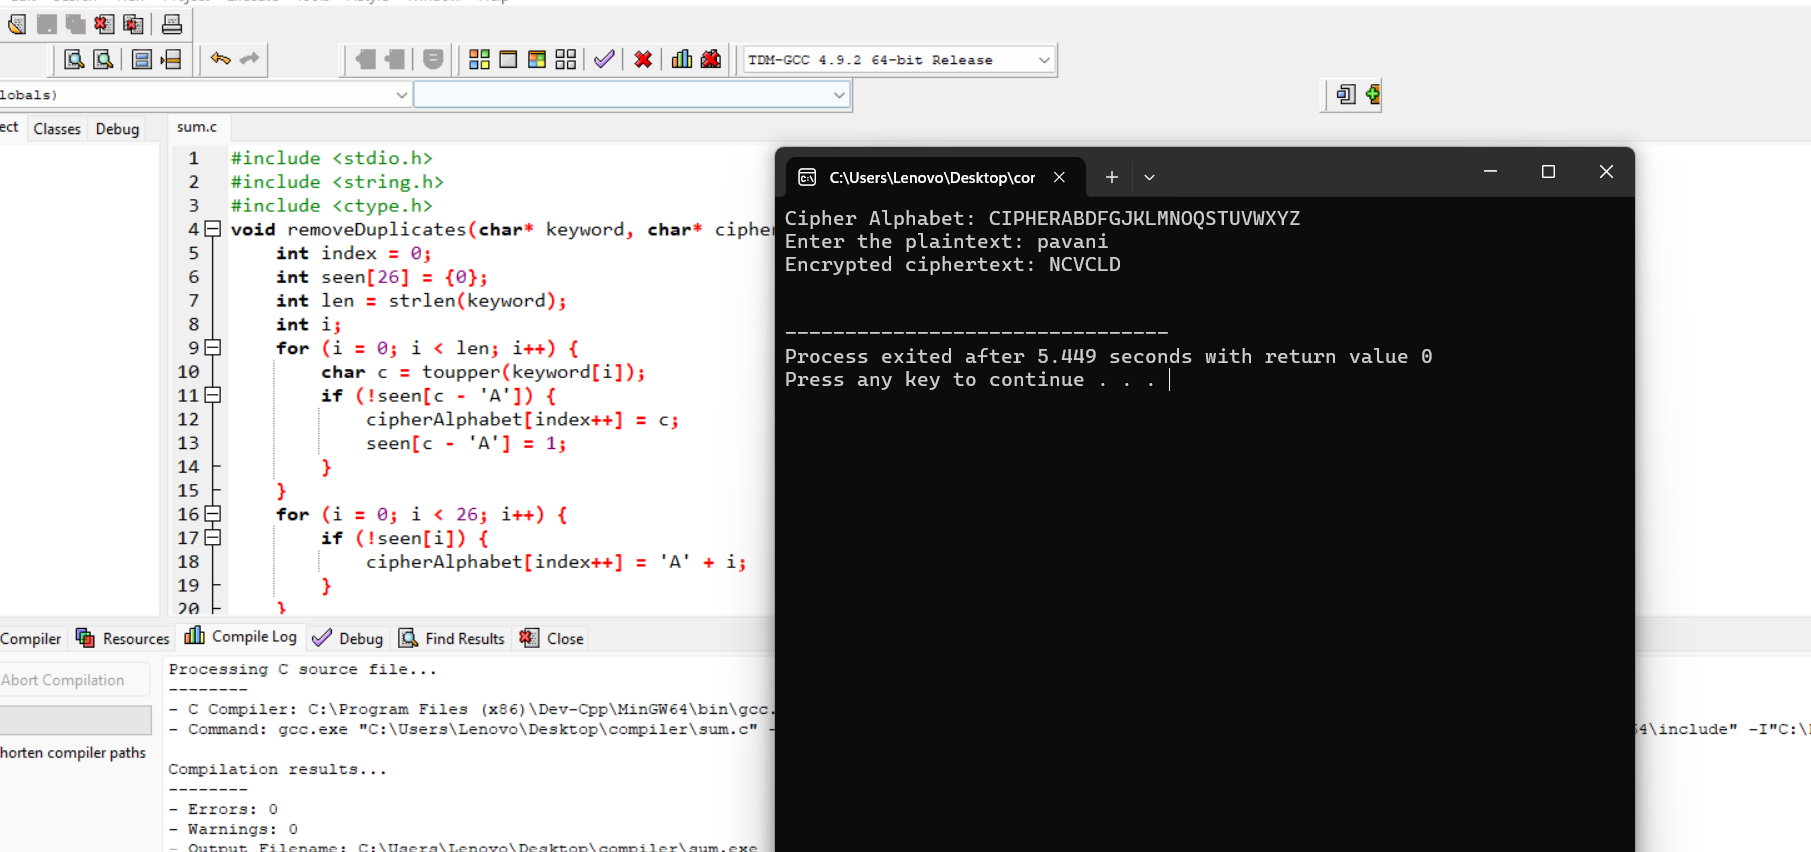 TDM-GCC 4.9.2 64-bit Release
lobals)
ect Classes Debug sum.c
1 #include <stdio.h>
2 #include <string.h>
3 #include <ctype.h>
4 void removeDuplicates(char* keyword, char* cipher
5 int index = 0;
6 int seen[26] = {0};
7 int len = strlen(keyword);
8 int i;
9 for (i = 0; i < len; i++) {
10 char c = toupper(keyword[i]);
11 if (!seen[c - 'A']) {
12 cipherAlphabet[index++] = c;
13 seen[c - 'A'] = 1;
14 }
15 }
16 for (i = 0; i < 26; i++) {
17 if (!seen[i]) {
18 cipherAlphabet[index++] = 'A' + i;
19 }
20 }
C:\Users\Lenovo\Desktop\cor
Cipher Alphabet: CIPHERABDFGJKLMNOQSTUVWXYZ
Enter the plaintext: pavani
Encrypted ciphertext: NCVCLD
--------------------------------
Process exited after 5.449 seconds with return value 0
Press any key to continue . . .
Compiler Resources Compile Log Debug Find Results Close
Abort Compilation
horten compiler paths
Processing C source file...
--------
- C Compiler: C:\Program Files (x86)\Dev-Cpp\MinGW64\bin\gcc.
- Command: gcc.exe "C:\Users\Lenovo\Desktop\compiler\sum.c" - 4\include" -I"C:\
Compilation results...
--------
- Errors: 0
- Warnings: 0
- Output Filename: C:\Users\Lenovo\Desktop\compiler\sum.exe